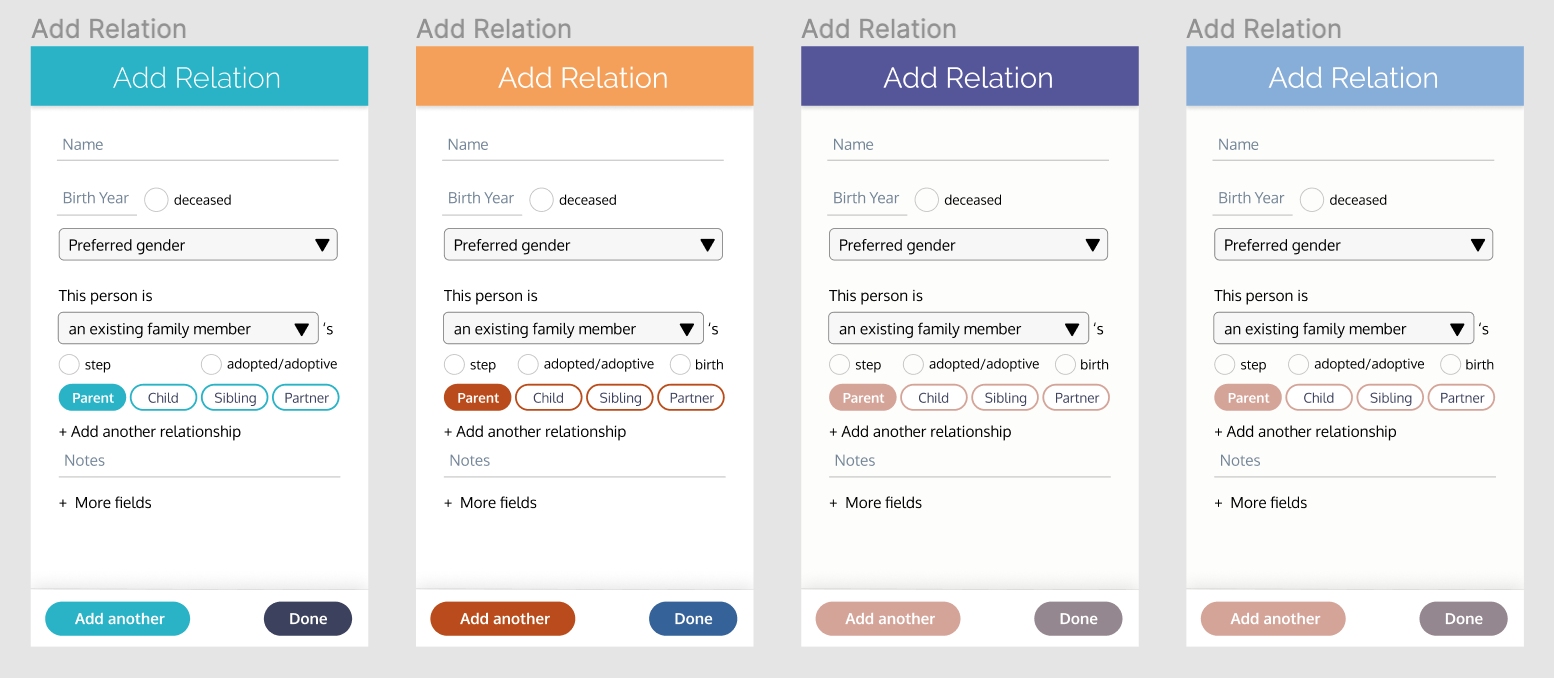 Add Relation
Add Relation
Name
Birth Year deceased
Preferred gender
This person is
an existing family member 's
step adopted/adoptive
Parent Child Sibling Partner
+ Add another relationship
Notes
+ More fields
Add another Done
Add Relation
Add Relation
Name
Birth Year deceased
Preferred gender
This person is
an existing family member 's
step adopted/adoptive birth
Parent Child Sibling Partner
+ Add another relationship
Notes
+ More fields
Add another Done
Add Relation
Add Relation
Name
Birth Year deceased
Preferred gender
This person is
an existing family member 's
step adopted/adoptive birth
Parent Child Sibling Partner
+ Add another relationship
Notes
+ More fields
Add another Done
Add Relation
Add Relation
Name
Birth Year deceased
Preferred gender
This person is
an existing family member 's
step adopted/adoptive birth
Parent Child Sibling Partner
+ Add another relationship
Notes
+ More fields
Add another Done